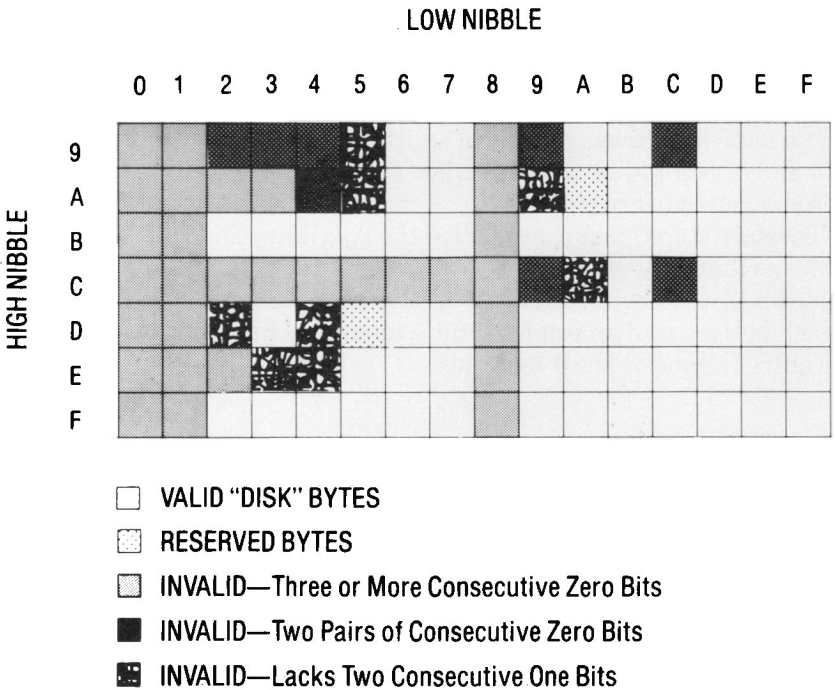 LOW NIBBLE
0 1 2 3 4 5 6 7 8 9 A B C D E F
HIGH NIBBLE
9
A
B
C
D
E
F
VALID “DISK” BYTES
RESERVED BYTES
INVALID—Three or More Consecutive Zero Bits
INVALID—Two Pairs of Consecutive Zero Bits
INVALID—Lacks Two Consecutive One Bits